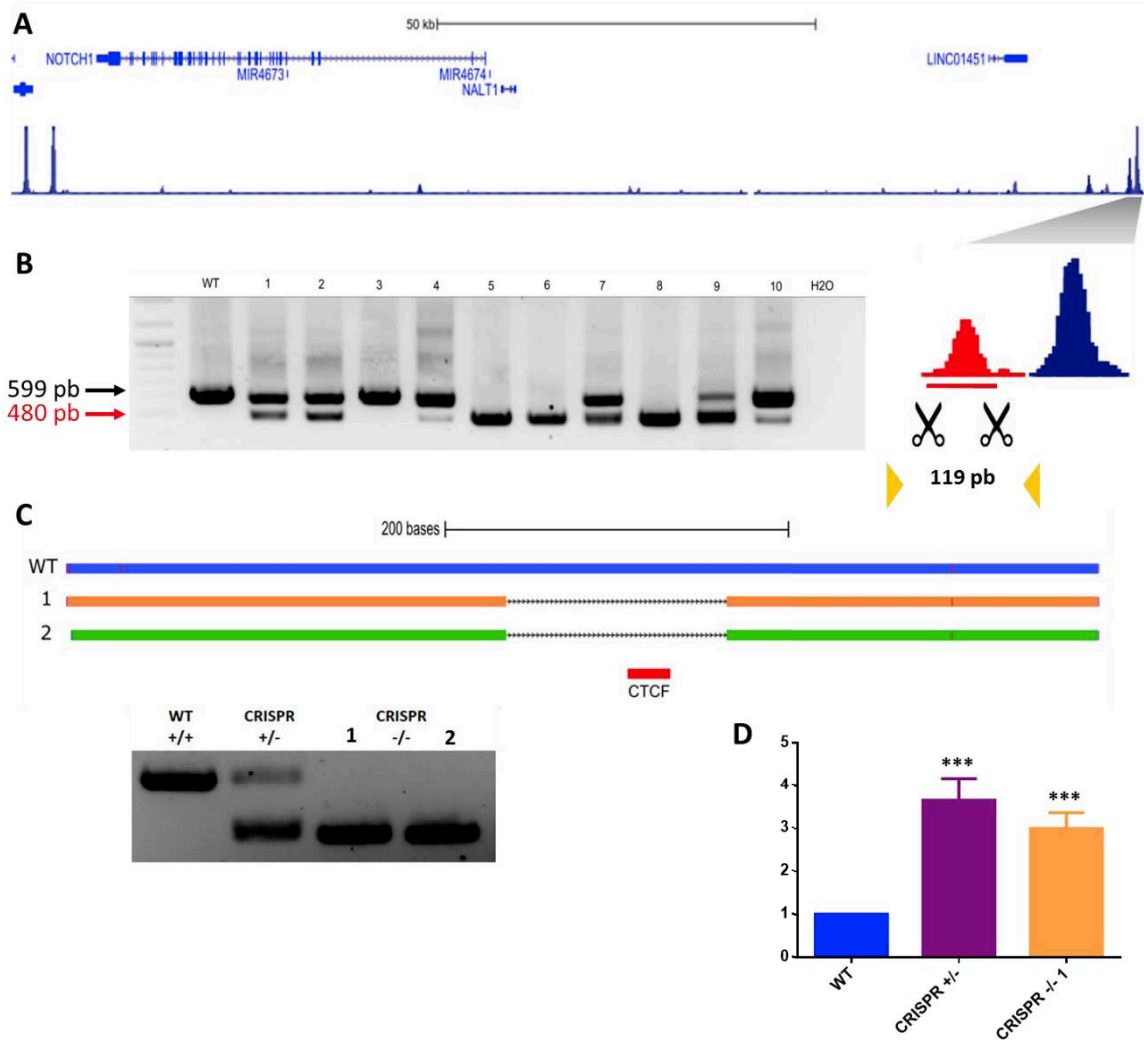 A
50 kb
NOTCH1
LINC01451
MIR4673
MIR4674
NALT1
B
WT 1 2 3 4 5 6 7 8 9 10 H2O
599 pb
480 pb
119 pb
C
200 bases
WT
1
2
CTCF
WT CRISPR CRISPR
+/+ +/- 1 -/- 2
D
5
4
3
2
1
0
***
***
WT
CRISPR +/-
CRISPR -/- 1